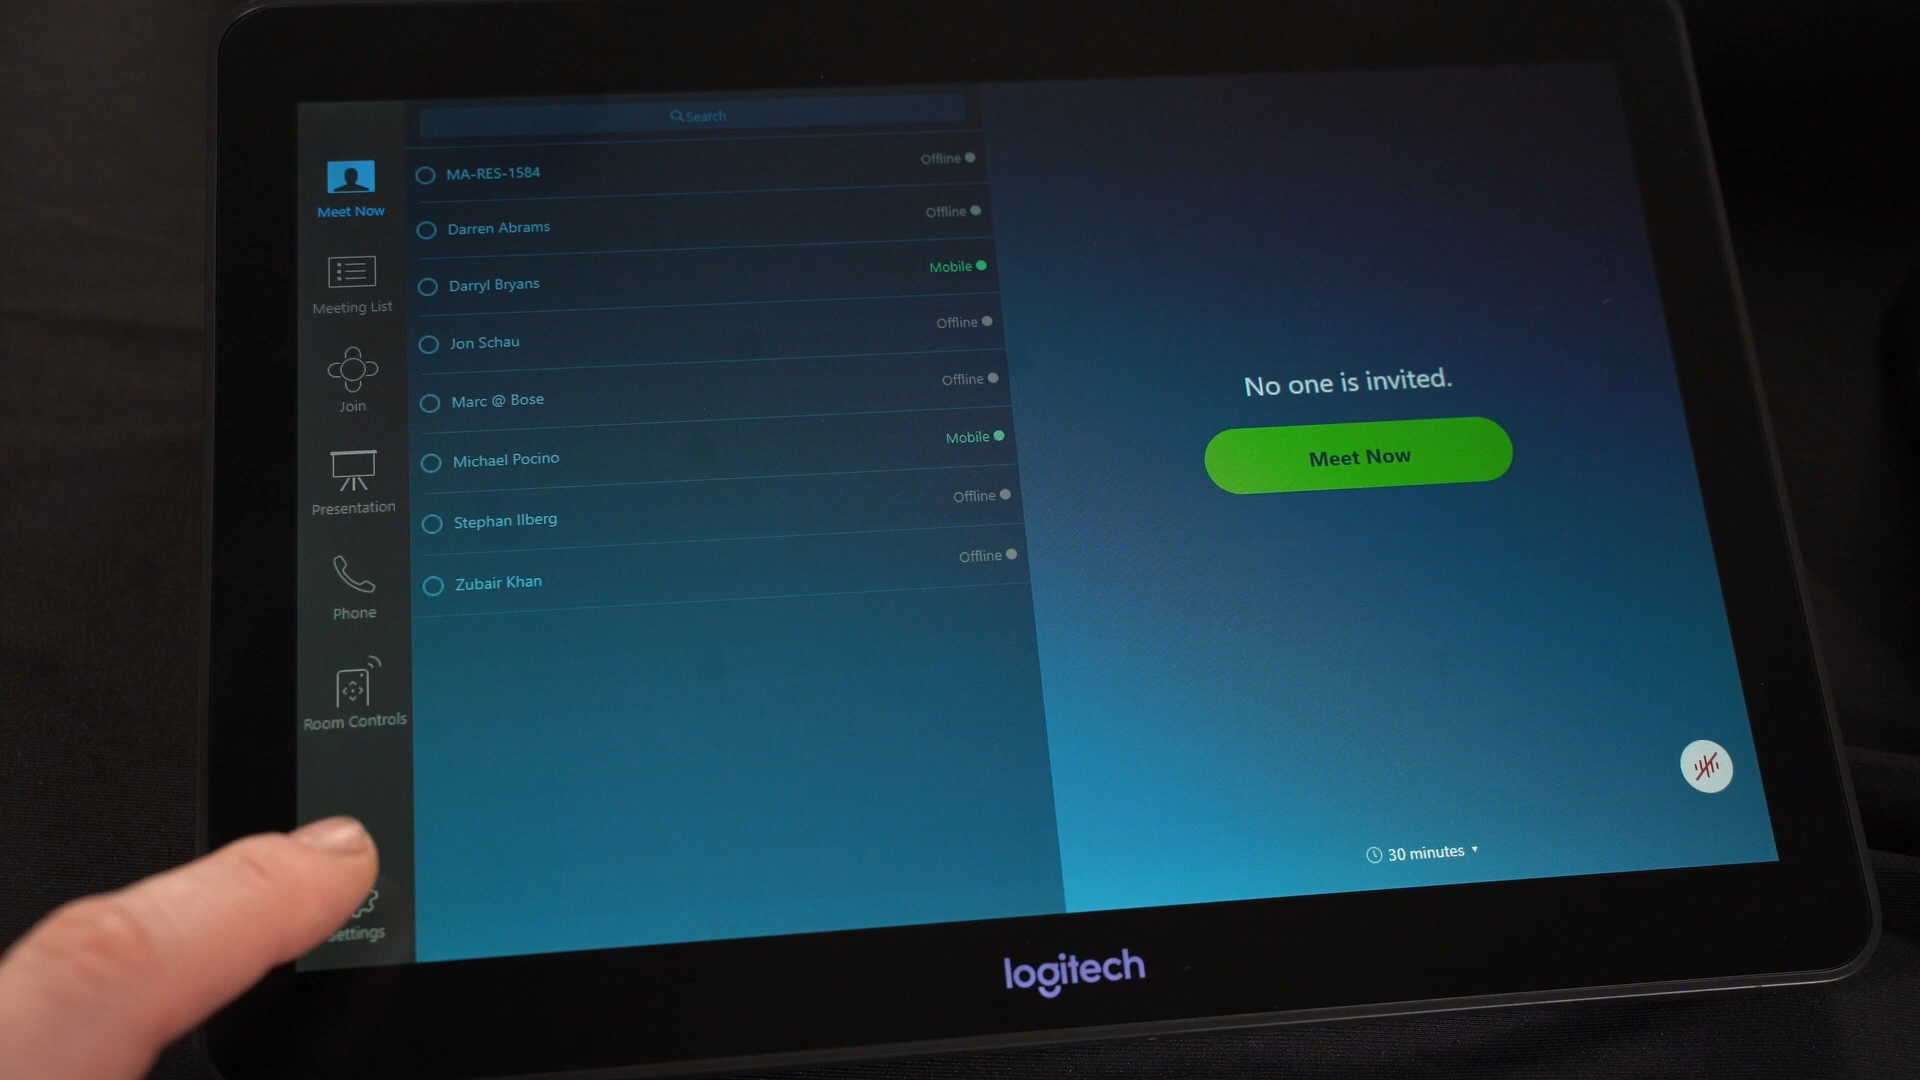 Meet Now
Meeting List
Join
Presentation
Phone
Room Controls
Settings
Search
MA-RES-1584
Offline
Darren Abrams
Offline
Darryl Bryans
Mobile
Jon Schau
Offline
Marc @ Bose
Offline
Michael Pocino
Mobile
Stephan Ilberg
Offline
Zubair Khan
Offline
No one is invited.
Meet Now
30 minutes
logitech